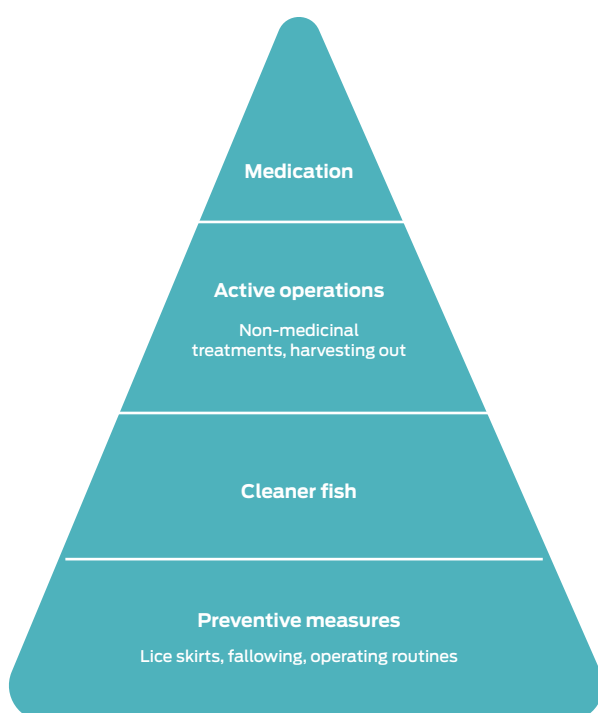 Medication
Active operations
Non-medicinal
treatments, harvesting out
Cleaner fish
Preventive measures
Lice skirts, fallowing, operating routines